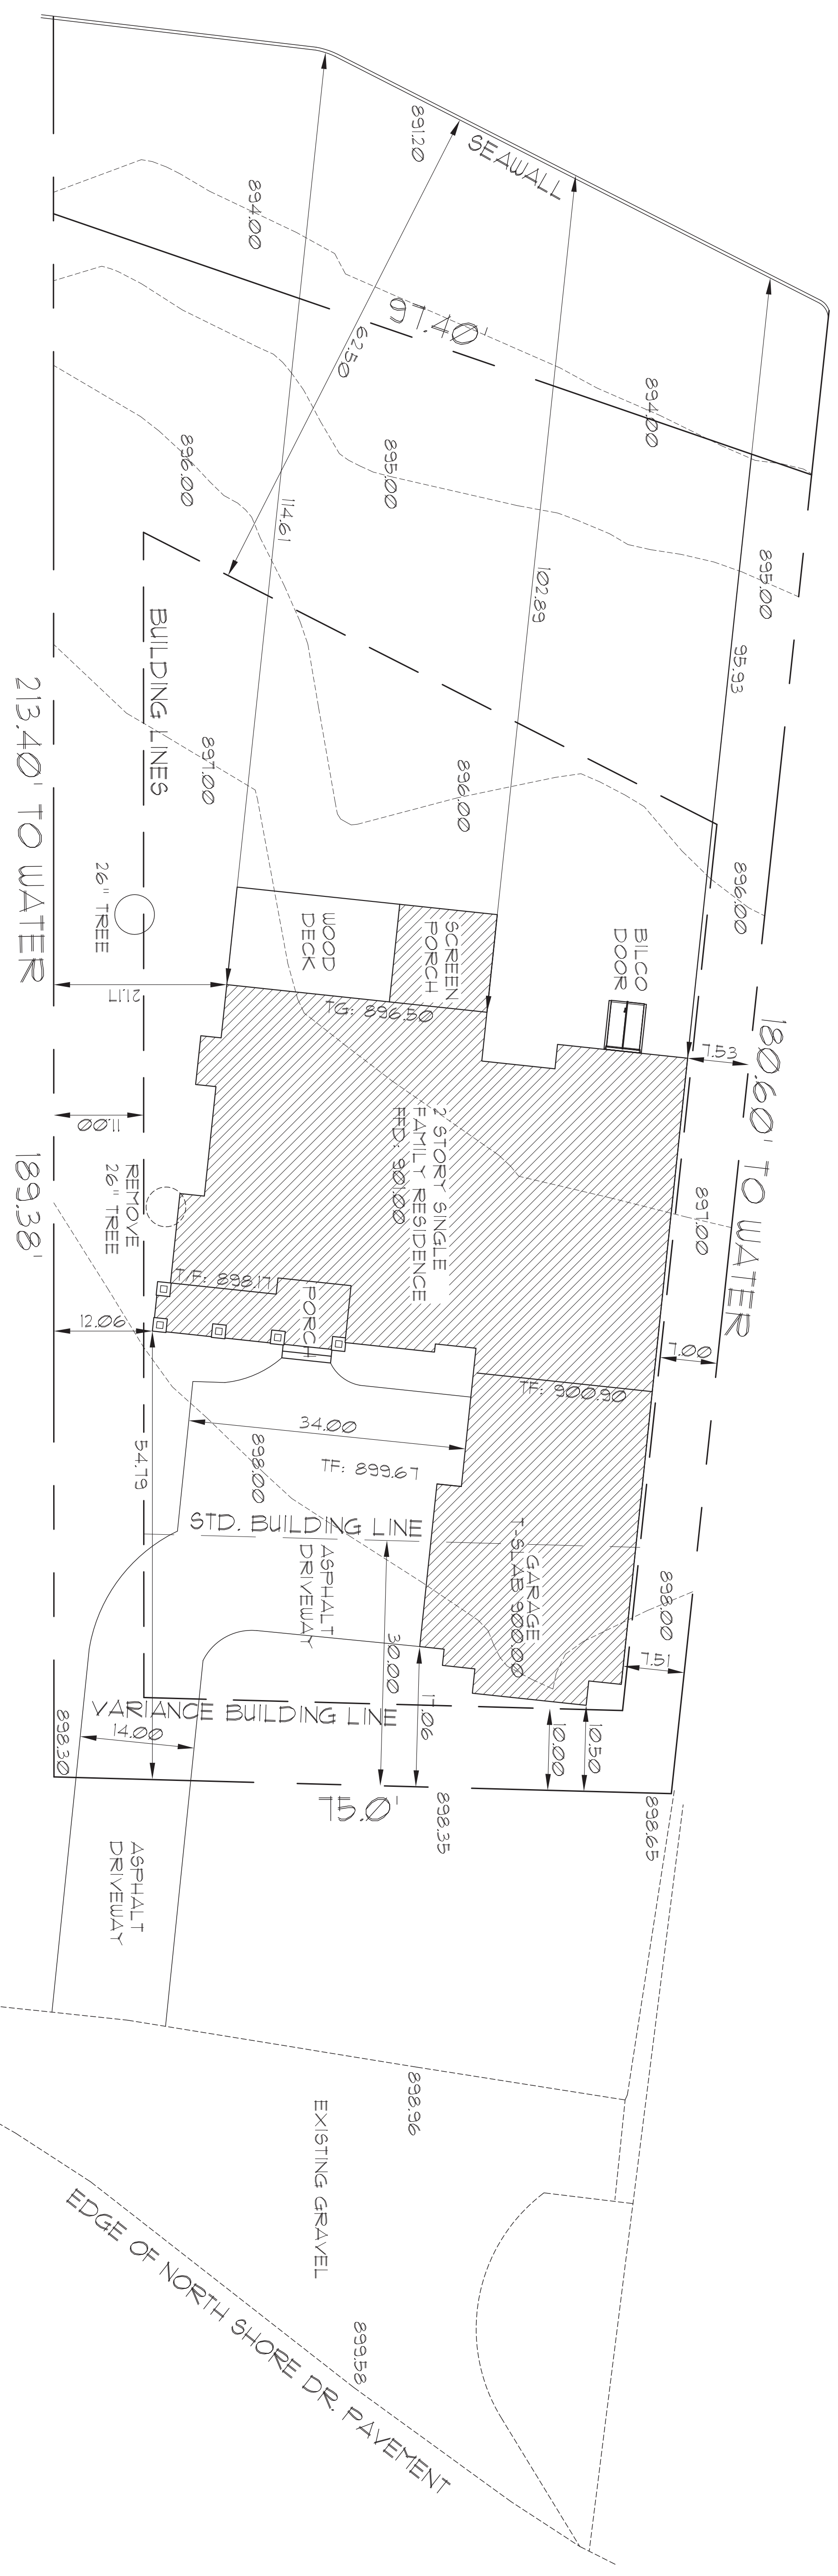 SEAWALL
891.20
894.00
97.40'
62.50
894.00
896.00
895.00
114.61
102.89
895.00
95.93
BUILDING LINES
213.40' TO WATER
897.00
896.00
896.00
26" TREE
WOOD
DECK
SCREEN
PORCH
BILCO
DOOR
21.17
TG: 896.50
7.53
180.60' TO WATER
11.00
2 STORY SINGLE
FAMILY RESIDENCE
FFD: 901.00
REMOVE
26" TREE
189.38'
897.00
T/F: 898.17
PORCH
12.06
7.00
TF: 900.90
34.00
54.79
898.00
TF: 899.67
STD. BUILDING LINE
ASPHALT
DRIVEWAY
GARAGE
T-SLAB 900.00
898.00
7.51
30.00
17.06
VARIANCE BUILDING LINE
14.00
898.30
10.00
10.50
75.0'
898.35
898.65
ASPHALT
DRIVEWAY
898.96
EXISTING GRAVEL
EDGE OF NORTH SHORE DR. PAVEMENT
899.58